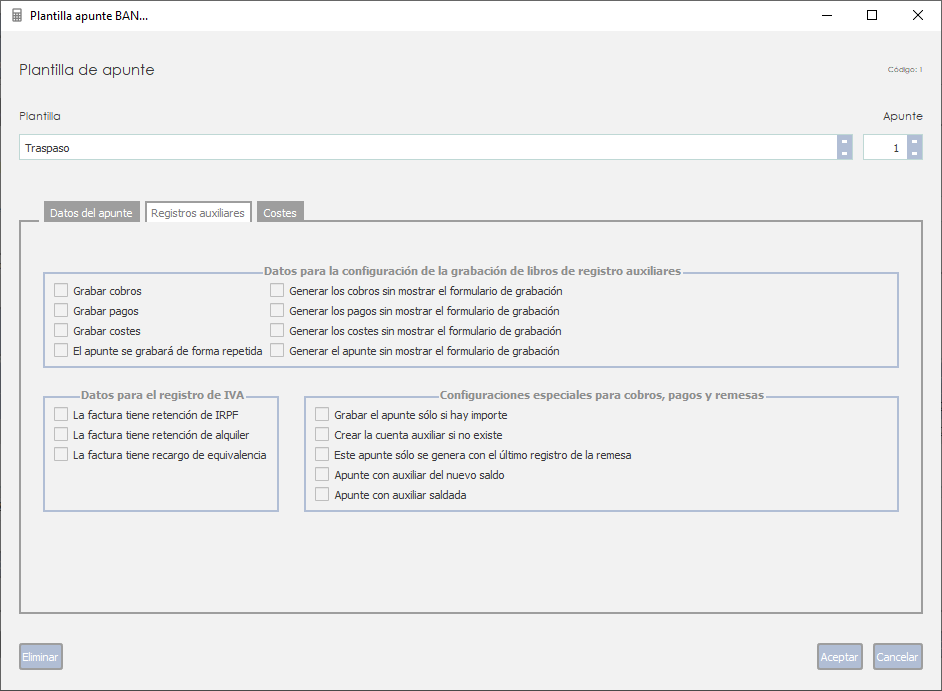 Plantilla apunte BAN...
Plantilla de apunte
Código: 1
Plantilla
Apunte
Traspaso
1
Datos del apunte
Registros auxiliares
Costes
Datos para la configuración de la grabación de libros de registro auxiliares
Grabar cobros
Generar los cobros sin mostrar el formulario de grabación
Grabar pagos
Generar los pagos sin mostrar el formulario de grabación
Grabar costes
Generar los costes sin mostrar el formulario de grabación
El apunte se grabará de forma repetida
Generar el apunte sin mostrar el formulario de grabación
Datos para el registro de IVA
La factura tiene retención de IRPF
La factura tiene retención de alquiler
La factura tiene recargo de equivalencia
Configuraciones especiales para cobros, pagos y remesas
Grabar el apunte sólo si hay importe
Crear la cuenta auxiliar si no existe
Este apunte sólo se genera con el último registro de la remesa
Apunte con auxiliar del nuevo saldo
Apunte con auxiliar saldada
Eliminar
Aceptar
Cancelar